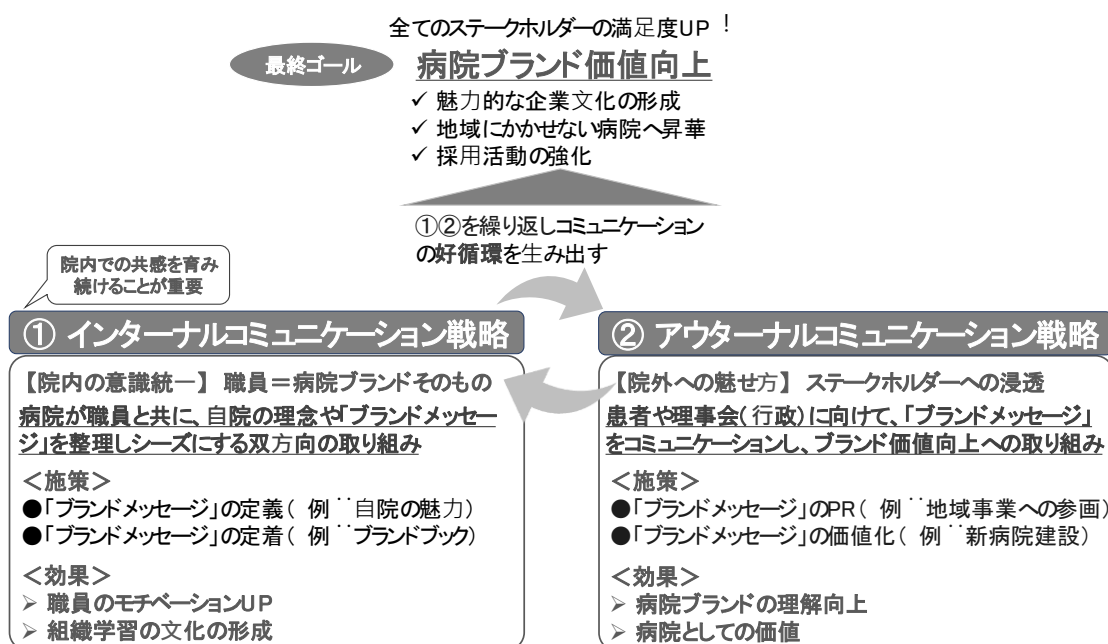 全てのステークホルダーの満足度UP！
最終ゴール
病院ブランド価値向上
✓ 魅力的な企業文化の形成
✓ 地域にかかせない病院へ昇華
✓ 採用活動の強化
①②を繰り返しコミュニケーション
の好循環を生み出す
院内での共感を育み
続けることが重要
① インターナルコミュニケーション戦略
【院内の意識統一】 職員＝病院ブランドそのもの
病院が職員と共に、自院の理念や「ブランドメッセー
ジ」を整理しシーズにする双方向の取り組み
＜施策＞
●「ブランドメッセージ」の定義( 例¨自院の魅力)
●「ブランドメッセージ」の定着( 例¨ブランドブック)
＜効果＞
➢ 職員のモチベーションUP
➢ 組織学習の文化の形成
② アウターナルコミュニケーション戦略
【院外への魅せ方】 ステークホルダーへの浸透
患者や理事会(行政)に向けて、「ブランドメッセージ」
をコミュニケーションし、ブランド価値向上への取り組み
＜施策＞
●「ブランドメッセージ」のPR( 例¨地域事業への参画)
●「ブランドメッセージ」の価値化( 例¨新病院建設)
＜効果＞
➢ 病院ブランドの理解向上
➢ 病院としての価値